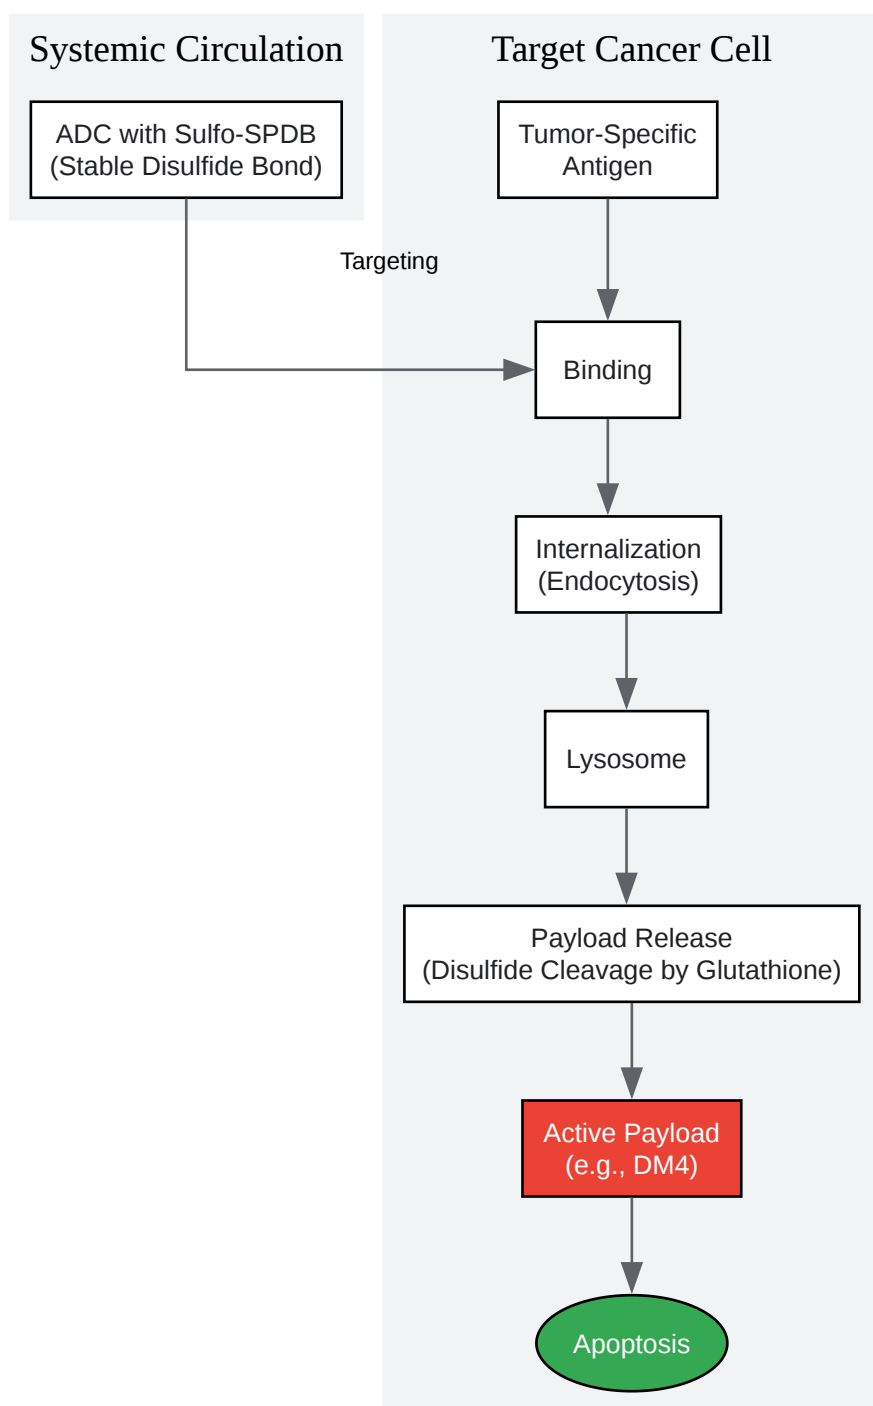 Systemic Circulation
Target Cancer Cell
ADC with Sulfo-SPDB
(Stable Disulfide Bond)
Tumor-Specific
Antigen
Targeting
Binding
Internalization
(Endocytosis)
Lysosome
Payload Release
(Disulfide Cleavage by Glutathione)
Active Payload
(e.g., DM4)
Apoptosis